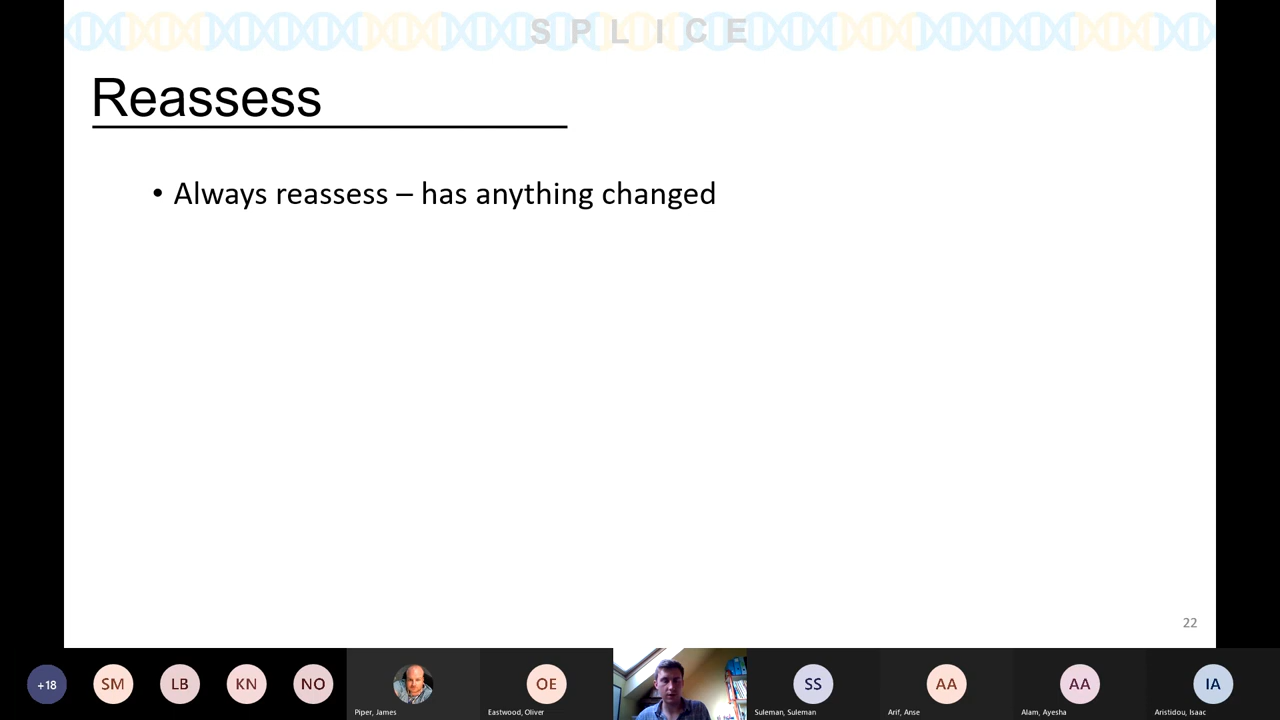 SPLICE
Reassess
• Always reassess – has anything changed
22
+18
SM
LB
KN
NO
Piper, James
OE
Eastwood, Oliver
SS
Suleman, Suleman
AA
Arif, Anse
AA
Alam, Ayesha
IA
Aristidou, Isaac